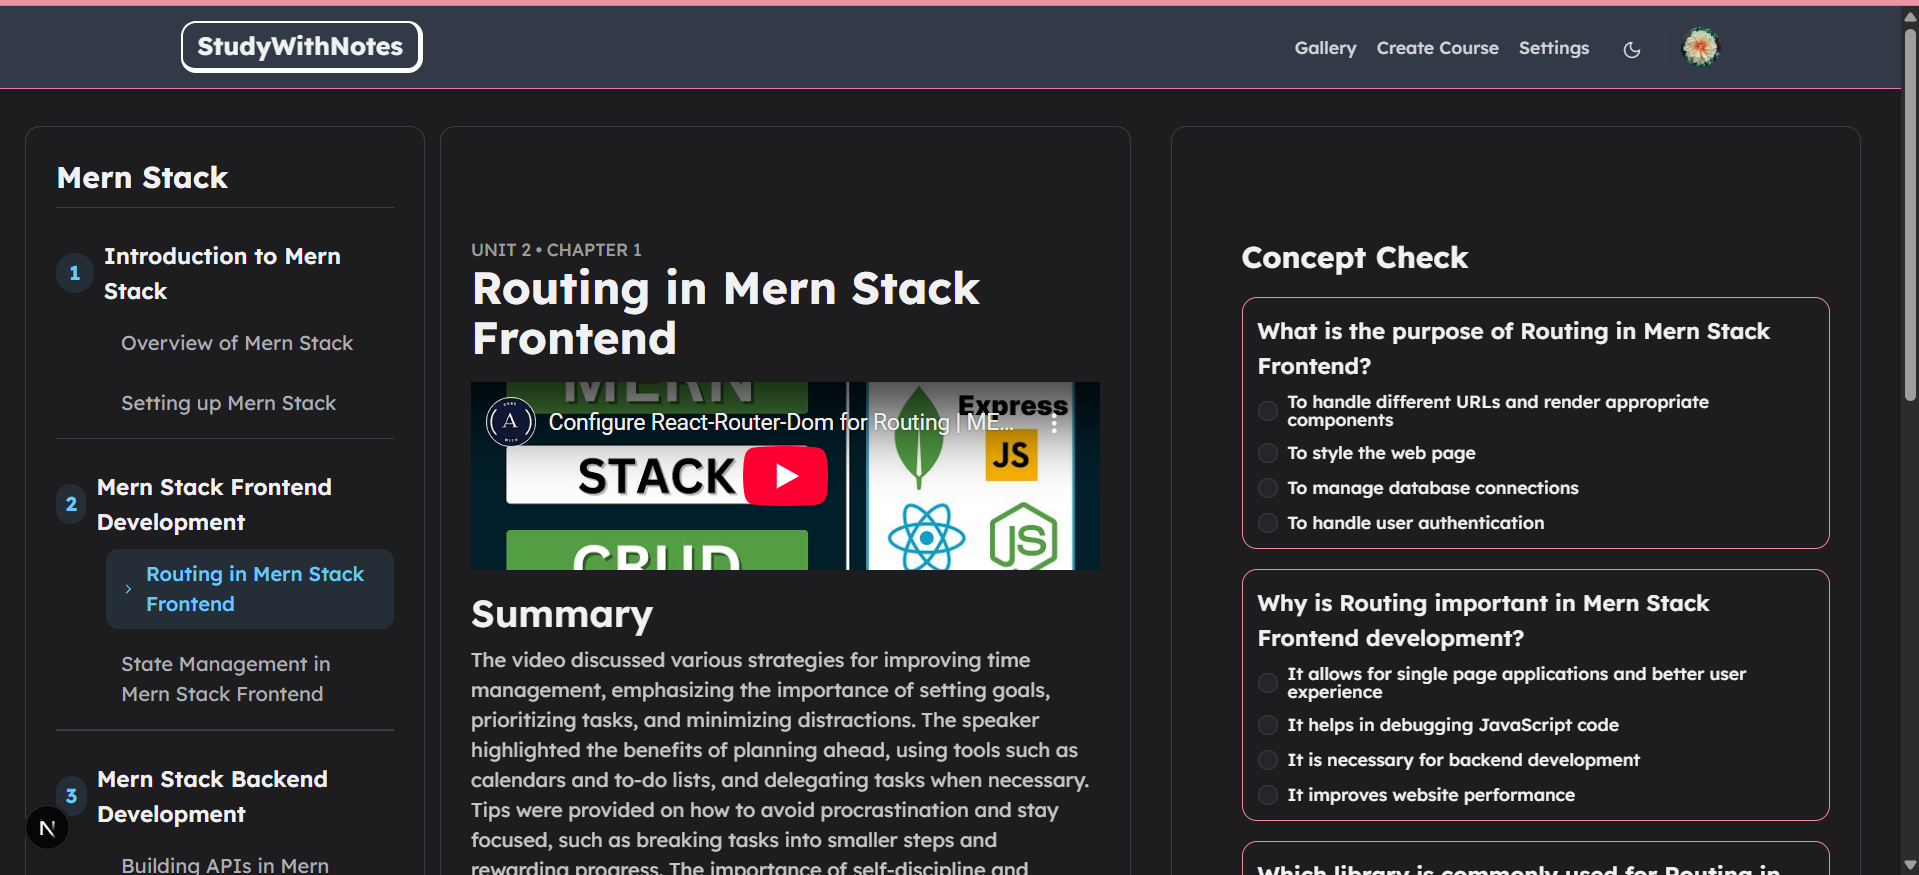 StudyWithNotes
Gallery Create Course Settings
Mern Stack
1
Introduction to Mern
Stack
Overview of Mern Stack
Setting up Mern Stack
2
Mern Stack Frontend
Development
Routing in Mern Stack
Frontend
State Management in
Mern Stack Frontend
3
Mern Stack Backend
Development
N
Building APIs in Mern
UNIT 2 • CHAPTER 1
Routing in Mern Stack
Frontend
MERN
Configure React-Router-Dom for Routing | ME...
A
Express
STACK
JS
CRUD
JS
Summary
The video discussed various strategies for improving time
management, emphasizing the importance of setting goals,
prioritizing tasks, and minimizing distractions. The speaker
highlighted the benefits of planning ahead, using tools such as
calendars and to-do lists, and delegating tasks when necessary.
Tips were provided on how to avoid procrastination and stay
focused, such as breaking tasks into smaller steps and
rewarding progress. The importance of self-discipline and
Concept Check
What is the purpose of Routing in Mern Stack
Frontend?
To handle different URLs and render appropriate
components
To style the web page
To manage database connections
To handle user authentication
Why is Routing important in Mern Stack
Frontend development?
It allows for single page applications and better user
experience
It helps in debugging JavaScript code
It is necessary for backend development
It improves website performance
Which library is commonly used for Routing in